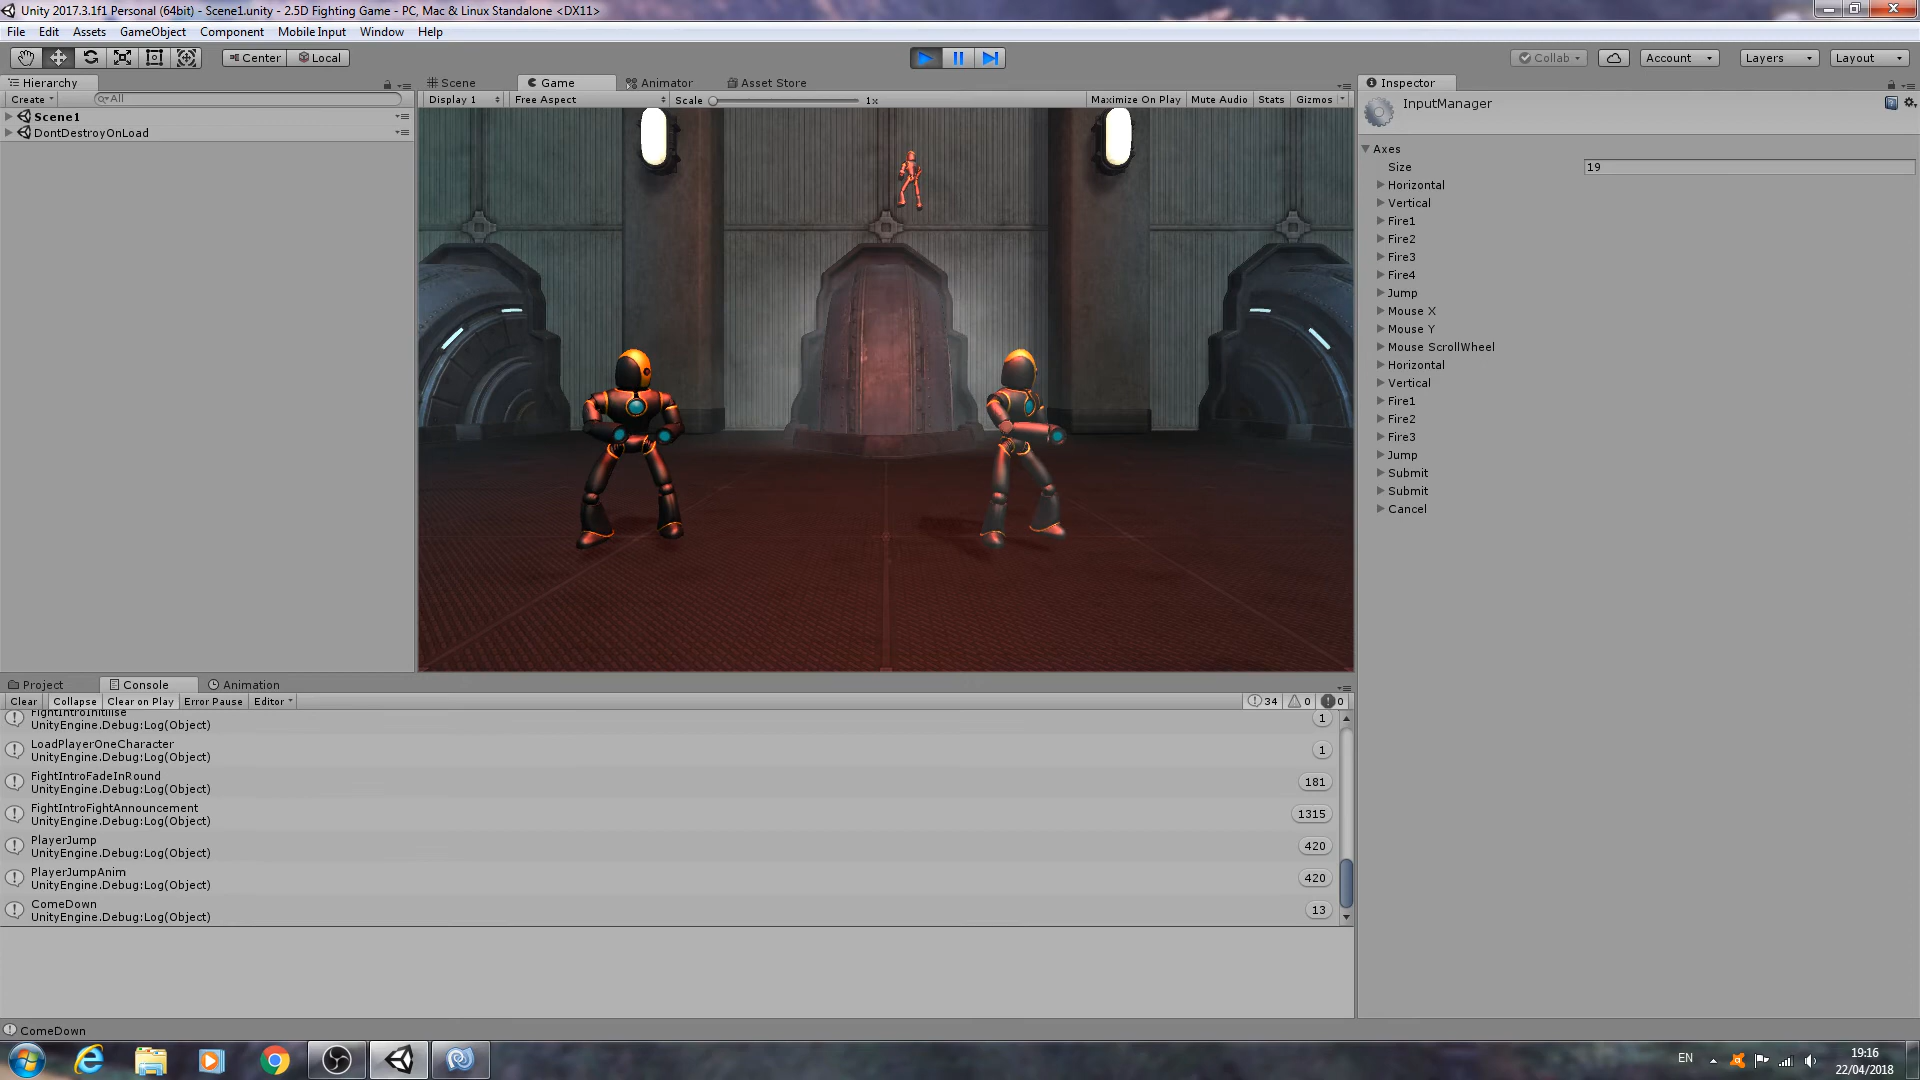 Unity 2017.3.1f1 Personal (64bit) - Scene1.unity - 2.5D Fighting Game - PC, Mac & Linux Standalone <DX11>
File Edit Assets GameObject Component Mobile Input Window Help
Center Local
Collab Account Layers Layout
Hierarchy
Scene Game Animator Asset Store
Inspector
Create All
Display 1 Free Aspect Scale 1x Maximize On Play Mute Audio Stats Gizmos
InputManager
Scene1
DontDestroyOnLoad
Axes
Size 19
Horizontal
Vertical
Fire1
Fire2
Fire3
Fire4
Jump
Mouse X
Mouse Y
Mouse ScrollWheel
Horizontal
Vertical
Fire1
Fire2
Fire3
Jump
Submit
Submit
Cancel
Project Console Animation
Clear Collapse Clear on Play Error Pause Editor 34 0 0
FightIntroInitilise
UnityEngine.Debug:Log(Object) 1
LoadPlayerOneCharacter
UnityEngine.Debug:Log(Object) 1
FightIntroFadeInRound
UnityEngine.Debug:Log(Object) 181
FightIntroFightAnnouncement
UnityEngine.Debug:Log(Object) 1315
PlayerJump
UnityEngine.Debug:Log(Object) 420
PlayerJumpAnim
UnityEngine.Debug:Log(Object) 420
ComeDown
UnityEngine.Debug:Log(Object) 13
ComeDown
EN
19:16
22/04/2018